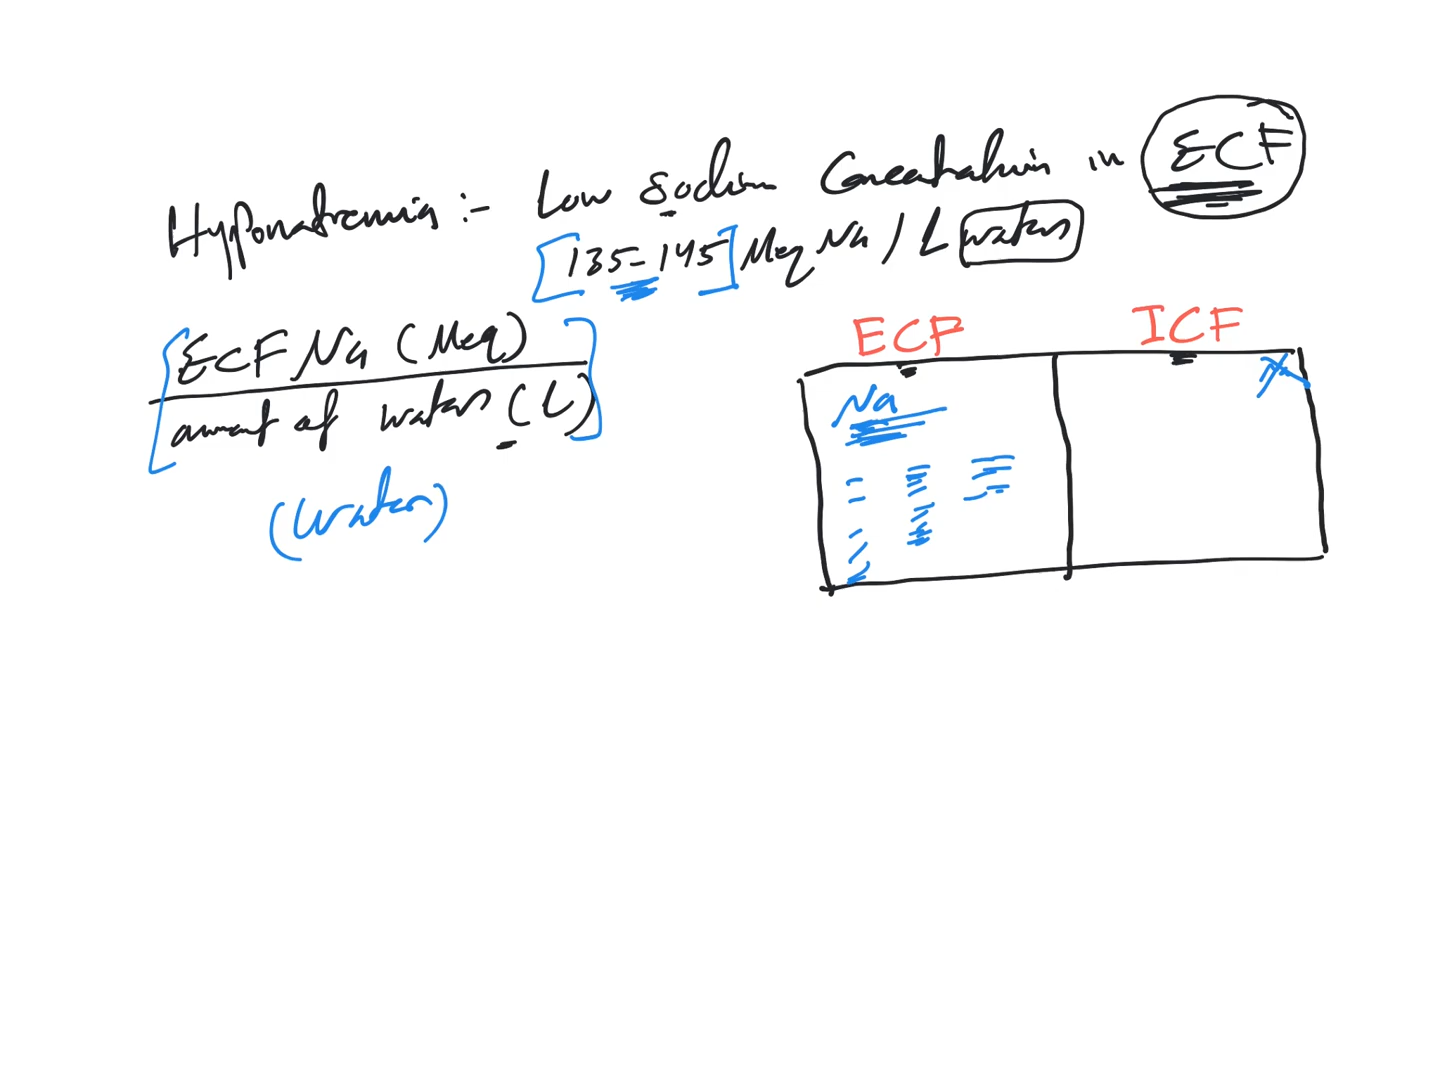 Hyponatremia :- Low sodium Concentration in ECF
[135-145] Meq Na / L water
ECF Na (Meq)
amount of water (L)
(water)
ECF ICF
Na Na